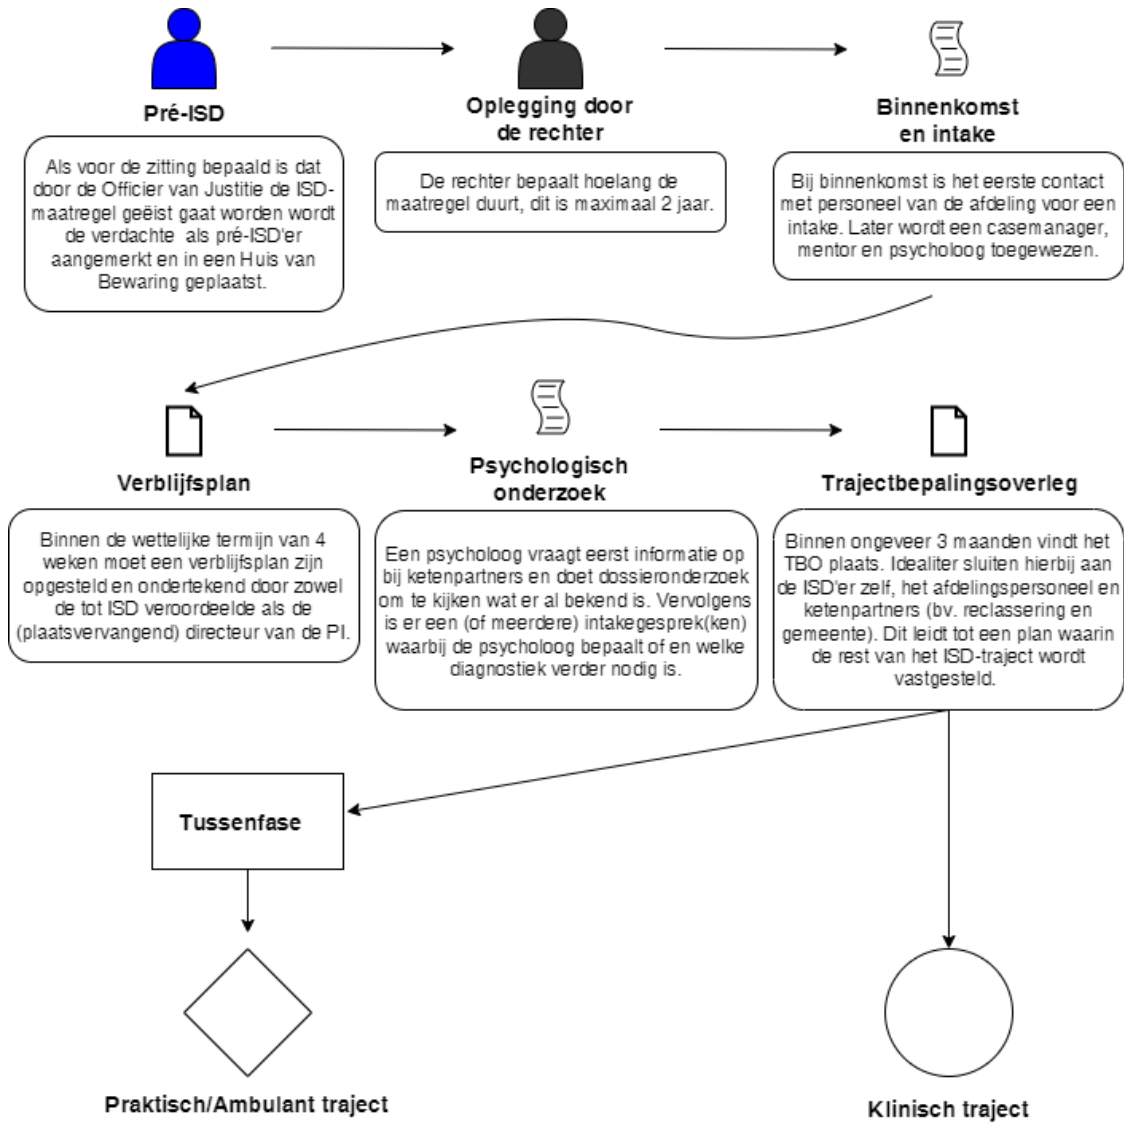 Pré-ISD
Als voor de zitting bepaald is dat
door de Officier van Justitie de ISD-
maatregel geëist gaat worden wordt
de verdachte als pré-ISD'er
aangemerkt en in een Huis van
Bewaring geplaatst.
Oplegging door
de rechter
De rechter bepaalt hoelang de
maatregel duurt, dit is maximaal 2 jaar.
Binnenkomst
en intake
Bij binnenkomst is het eerste contact
met personeel van de afdeling voor een
intake. Later wordt een casemanager,
mentor en psycholoog toegewezen.
Verblijfsplan
Binnen de wettelijke termijn van 4
weken moet een verblijfsplan zijn
opgesteld en ondertekend door zowel
de tot ISD veroordeelde als de
(plaatsvervangend) directeur van de PI.
Psychologisch
onderzoek
Een psycholoog vraagt eerst informatie op
bij ketenpartners en doet dossieronderzoek
om te kijken wat er al bekend is. Vervolgens
is er een (of meerdere) intakegesprek(ken)
waarbij de psycholoog bepaalt of en welke
diagnostiek verder nodig is.
Trajectbepalingsoverleg
Binnen ongeveer 3 maanden vindt het
TBO plaats. Idealiter sluiten hierbij aan
de ISD'er zelf, het afdelingspersoneel en
ketenpartners (bv. reclassering en
gemeente). Dit leidt tot een plan waarin
de rest van het ISD-traject wordt
vastgesteld.
Tussenfase
Praktisch/Ambulant traject
Klinisch traject